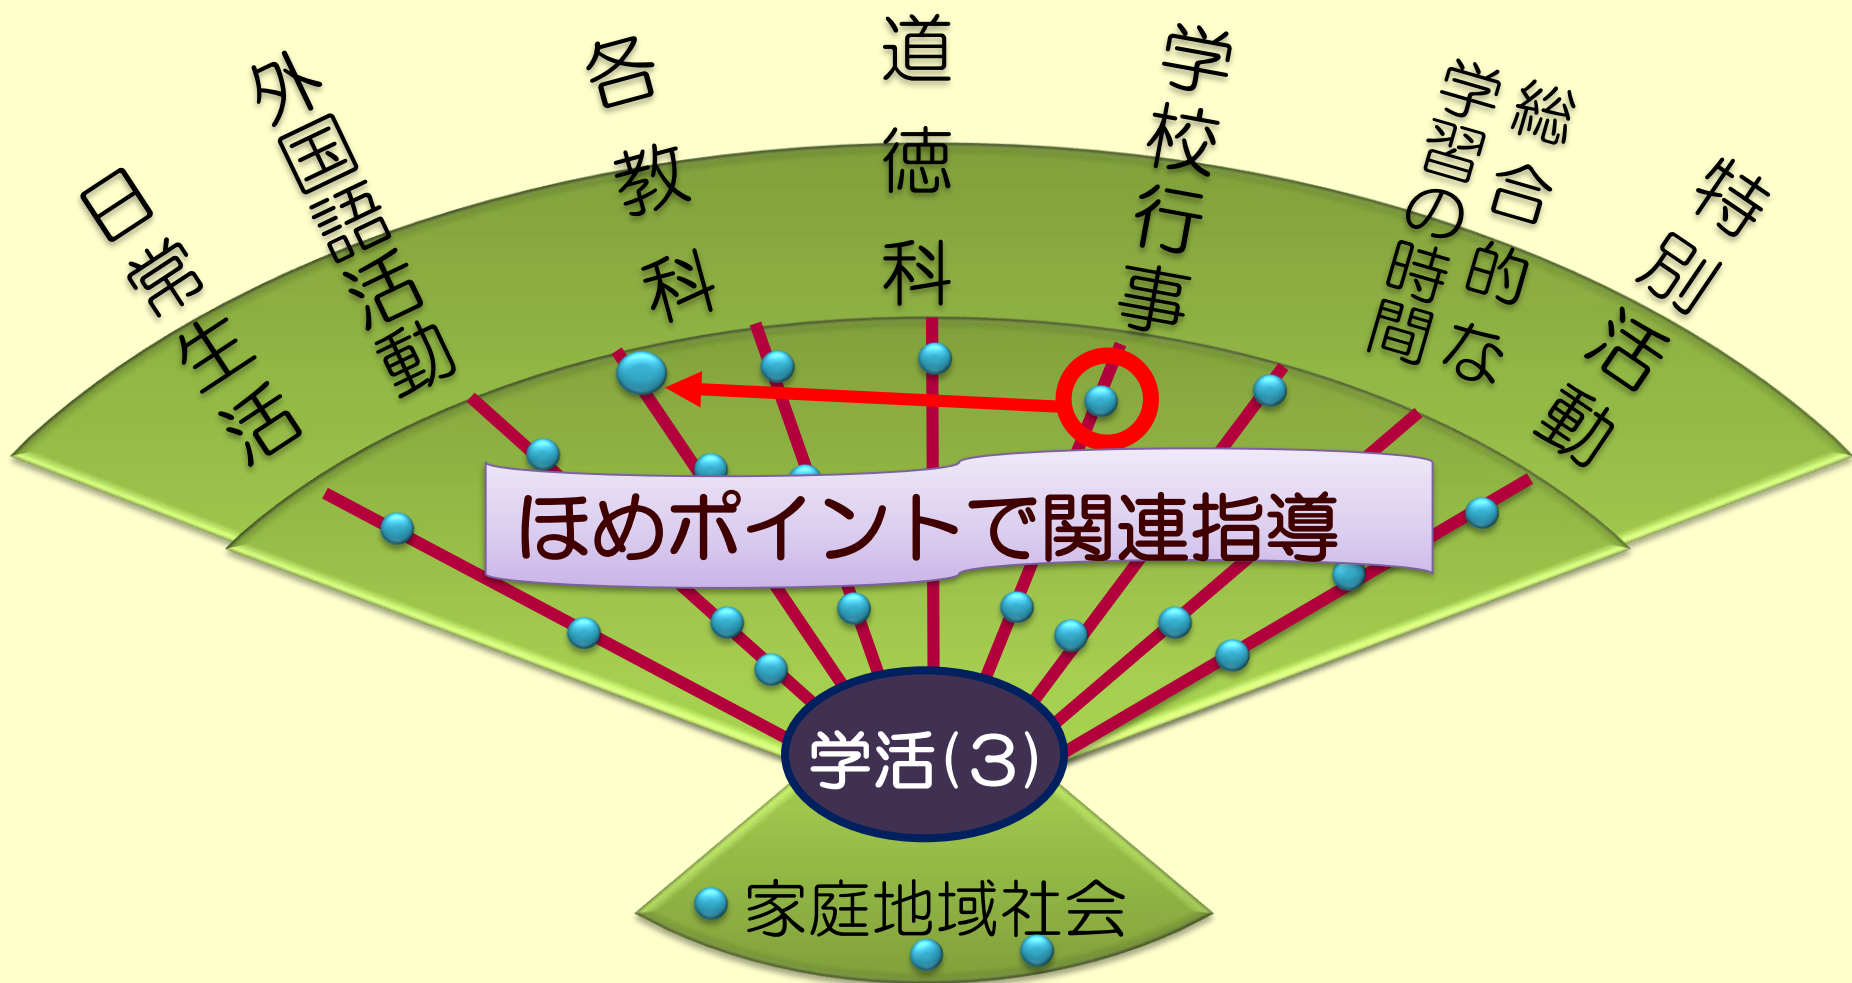 日常生活
外国語活動
各教科
道徳科
学校行事
総合的な
学習の時間
特別活動
ほめポイントで関連指導
学活(3)
家庭地域社会